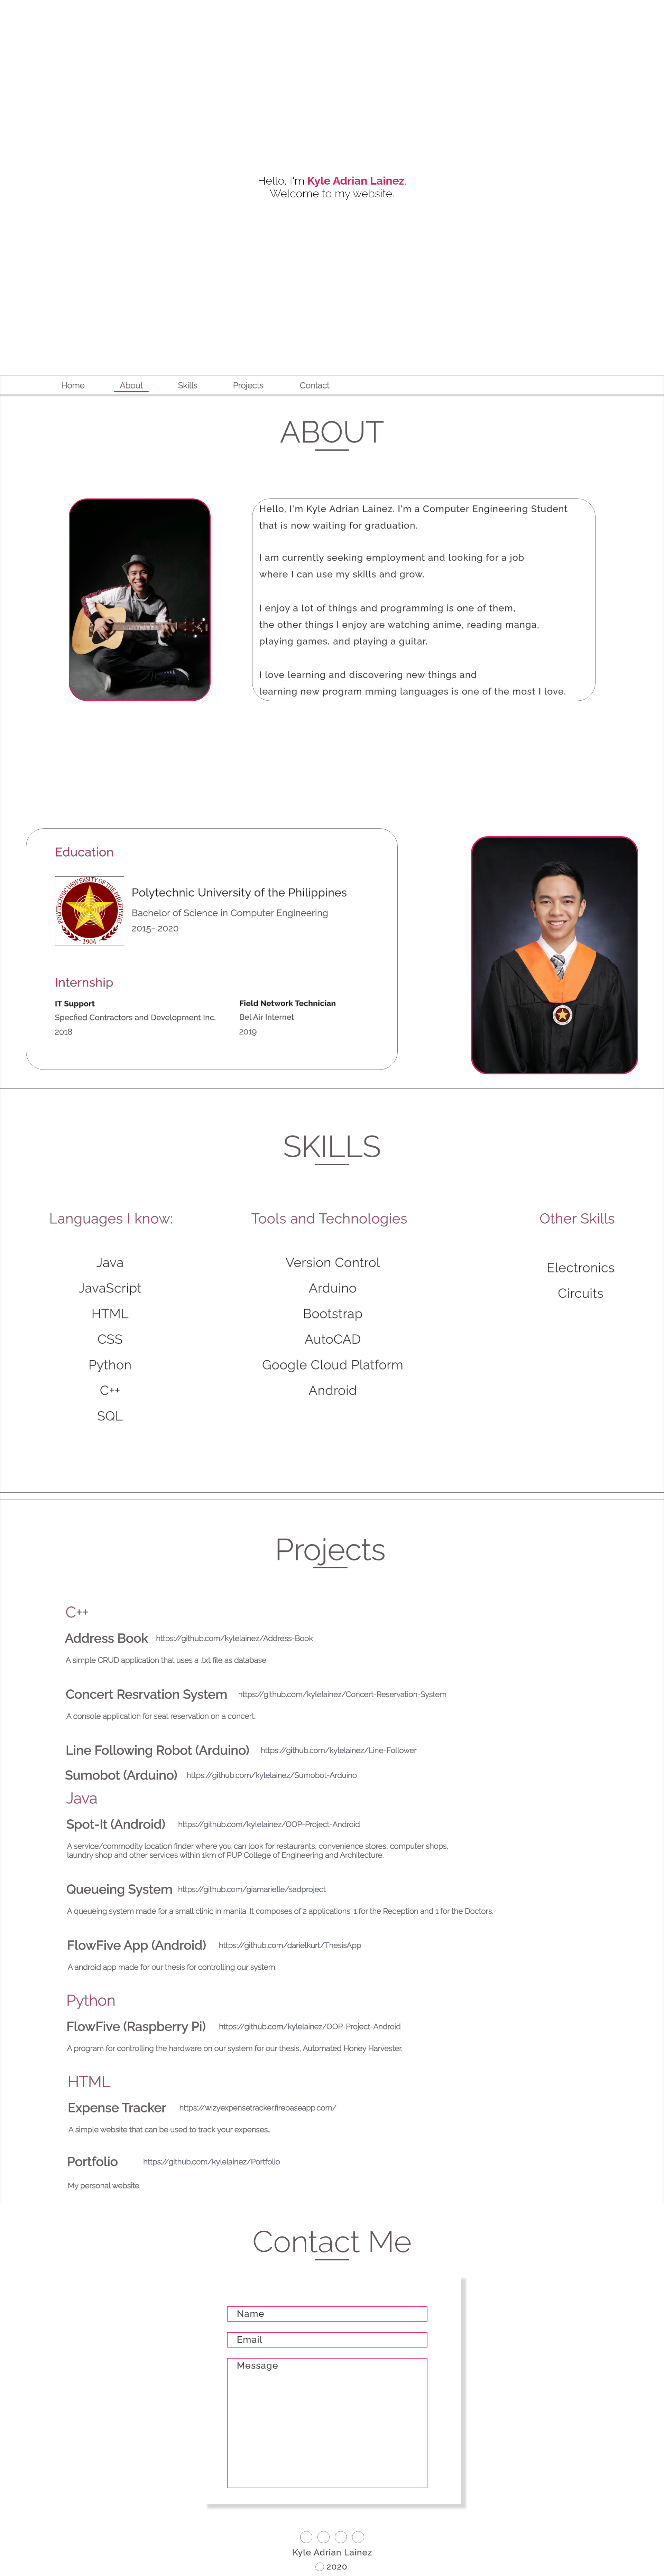 Hello, I'm Kyle Adrian Lainez.
Welcome to my website.
Home About Skills Projects Contact
ABOUT
Hello, I'm Kyle Adrian Lainez. I'm a Computer Engineering Student
that is now waiting for graduation.
I am currently seeking employment and looking for a job
where I can use my skills and grow.
I enjoy a lot of things and programming is one of them,
the other things I enjoy are watching anime, reading manga,
playing games, and playing a guitar.
I love learning and discovering new things and
learning new program mming languages is one of the most I love.
Education
POLYTECHNIC UNIVERSITY OF THE PHILIPPINES
1904
Polytechnic University of the Philippines
Bachelor of Science in Computer Engineering
2015- 2020
Internship
IT Support
Specfied Contractors and Development Inc.
2018
Field Network Technician
Bel Air Internet
2019
SKILLS
Languages I know:
Java
JavaScript
HTML
CSS
Python
C++
SQL
Tools and Technologies
Version Control
Arduino
Bootstrap
AutoCAD
Google Cloud Platform
Android
Other Skills
Electronics
Circuits
Projects
C++
Address Book https://github.com/kylelainez/Address-Book
A simple CRUD application that uses a .txt file as database.
Concert Resrvation System https://github.com/kylelainez/Concert-Reservation-System
A console application for seat reservation on a concert.
Line Following Robot (Arduino) https://github.com/kylelainez/Line-Follower
Sumobot (Arduino) https://github.com/kylelainez/Sumobot-Arduino
Java
Spot-It (Android) https://github.com/kylelainez/OOP-Project-Android
A service/commodity location finder where you can look for restaurants, convenience stores, computer shops,
laundry shop and other services within 1km of PUP College of Engineering and Architecture.
Queueing System https://github.com/giamarielle/sadproject
A queueing system made for a small clinic in manila. It composes of 2 applications. 1 for the Reception and 1 for the Doctors.
FlowFive App (Android) https://github.com/darielkurt/ThesisApp
A android app made for our thesis for controlling our system.
Python
FlowFive (Raspberry Pi) https://github.com/kylelainez/OOP-Project-Android
A program for controlling the hardware on our system for our thesis, Automated Honey Harvester.
HTML
Expense Tracker https://wizyexpensetracker.firebaseapp.com/
A simple website that can be used to track your expenses..
Portfolio https://github.com/kylelainez/Portfolio
My personal website.
Contact Me
Name
Email
Message
Kyle Adrian Lainez
2020